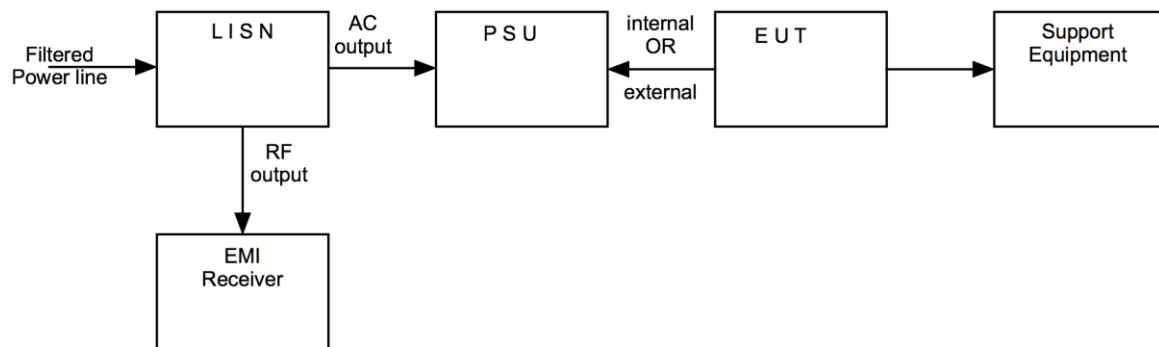 Filtered
Power line
L I S N
AC
output
P S U
internal
OR
external
E U T
Support
Equipment
RF
output
EMI
Receiver